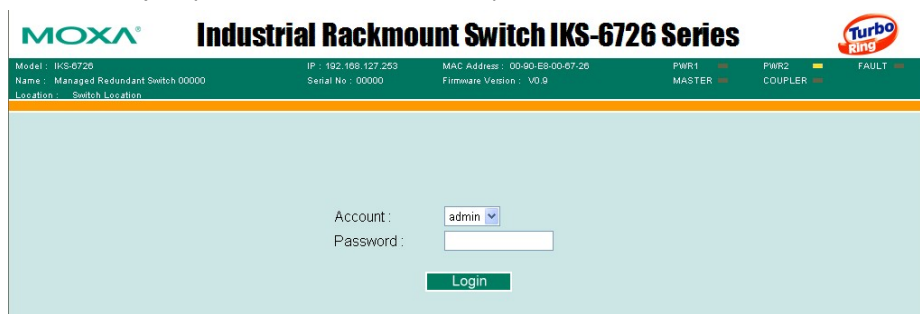 MOXA® Industrial Rackmount Switch IKS-6726 Series Turbo Ring
Model : IKS-6726 IP : 192.168.127.253 MAC Address : 00-90-E8-00-67-26 PWR1 PWR2 FAULT
Name : Managed Redundant Switch 00000 Serial No : 00000 Firmware Version : V0.9 MASTER COUPLER
Location : Switch Location
Account : admin
Password :
Login